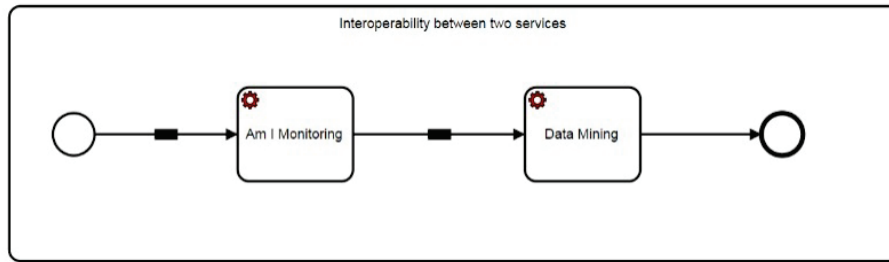 Interoperability between two services
Am I Monitoring
Data Mining